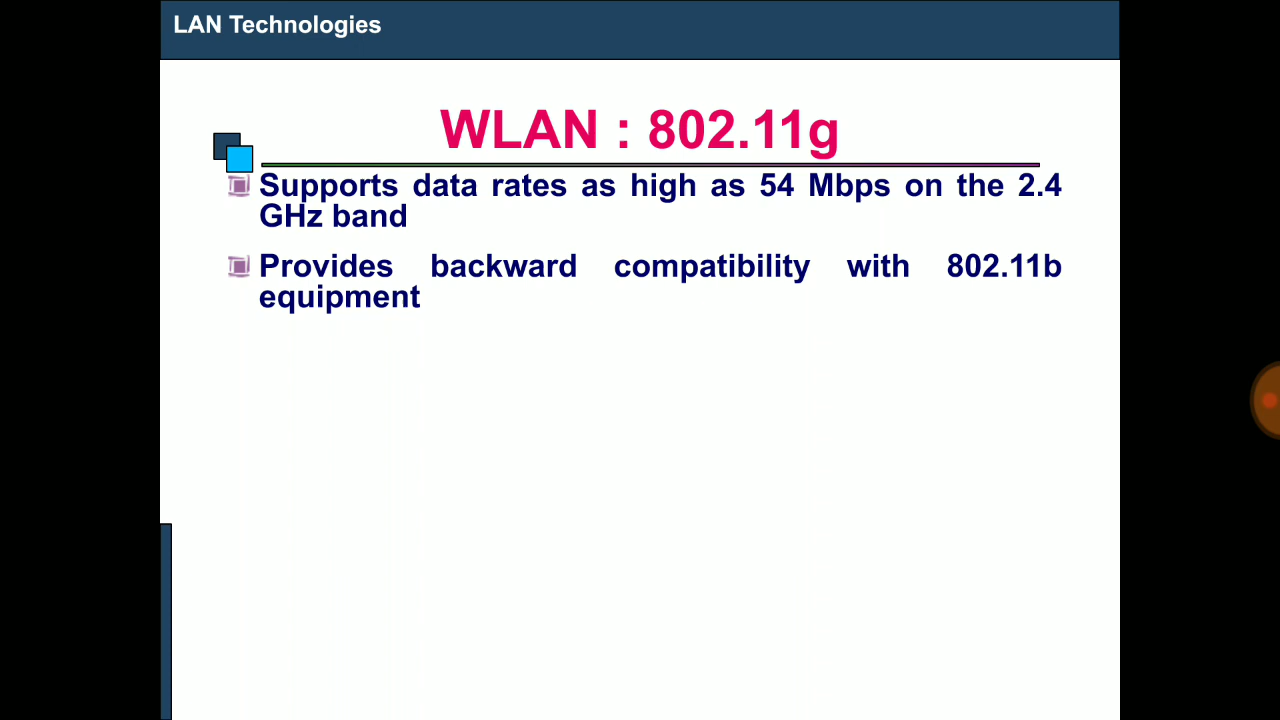 LAN Technologies
WLAN : 802.11g
Supports data rates as high as 54 Mbps on the 2.4
GHz band
Provides backward compatibility with 802.11b
equipment